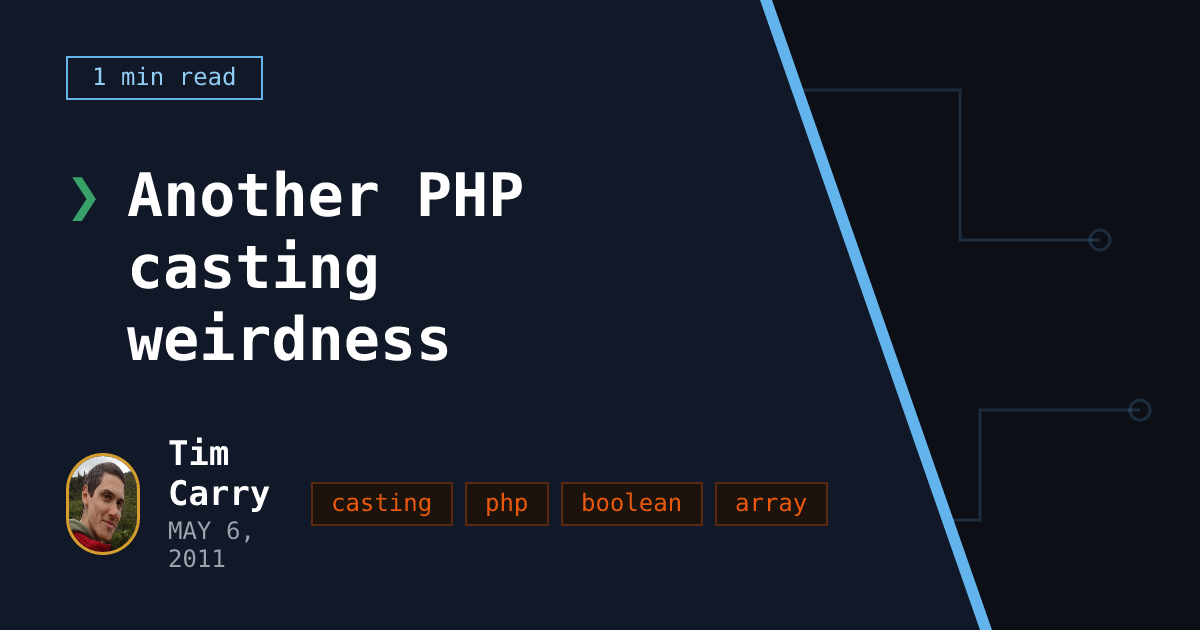 1 min read
❯ Another PHP
casting
weirdness
Tim
Carry
MAY 6,
2011
casting php boolean array